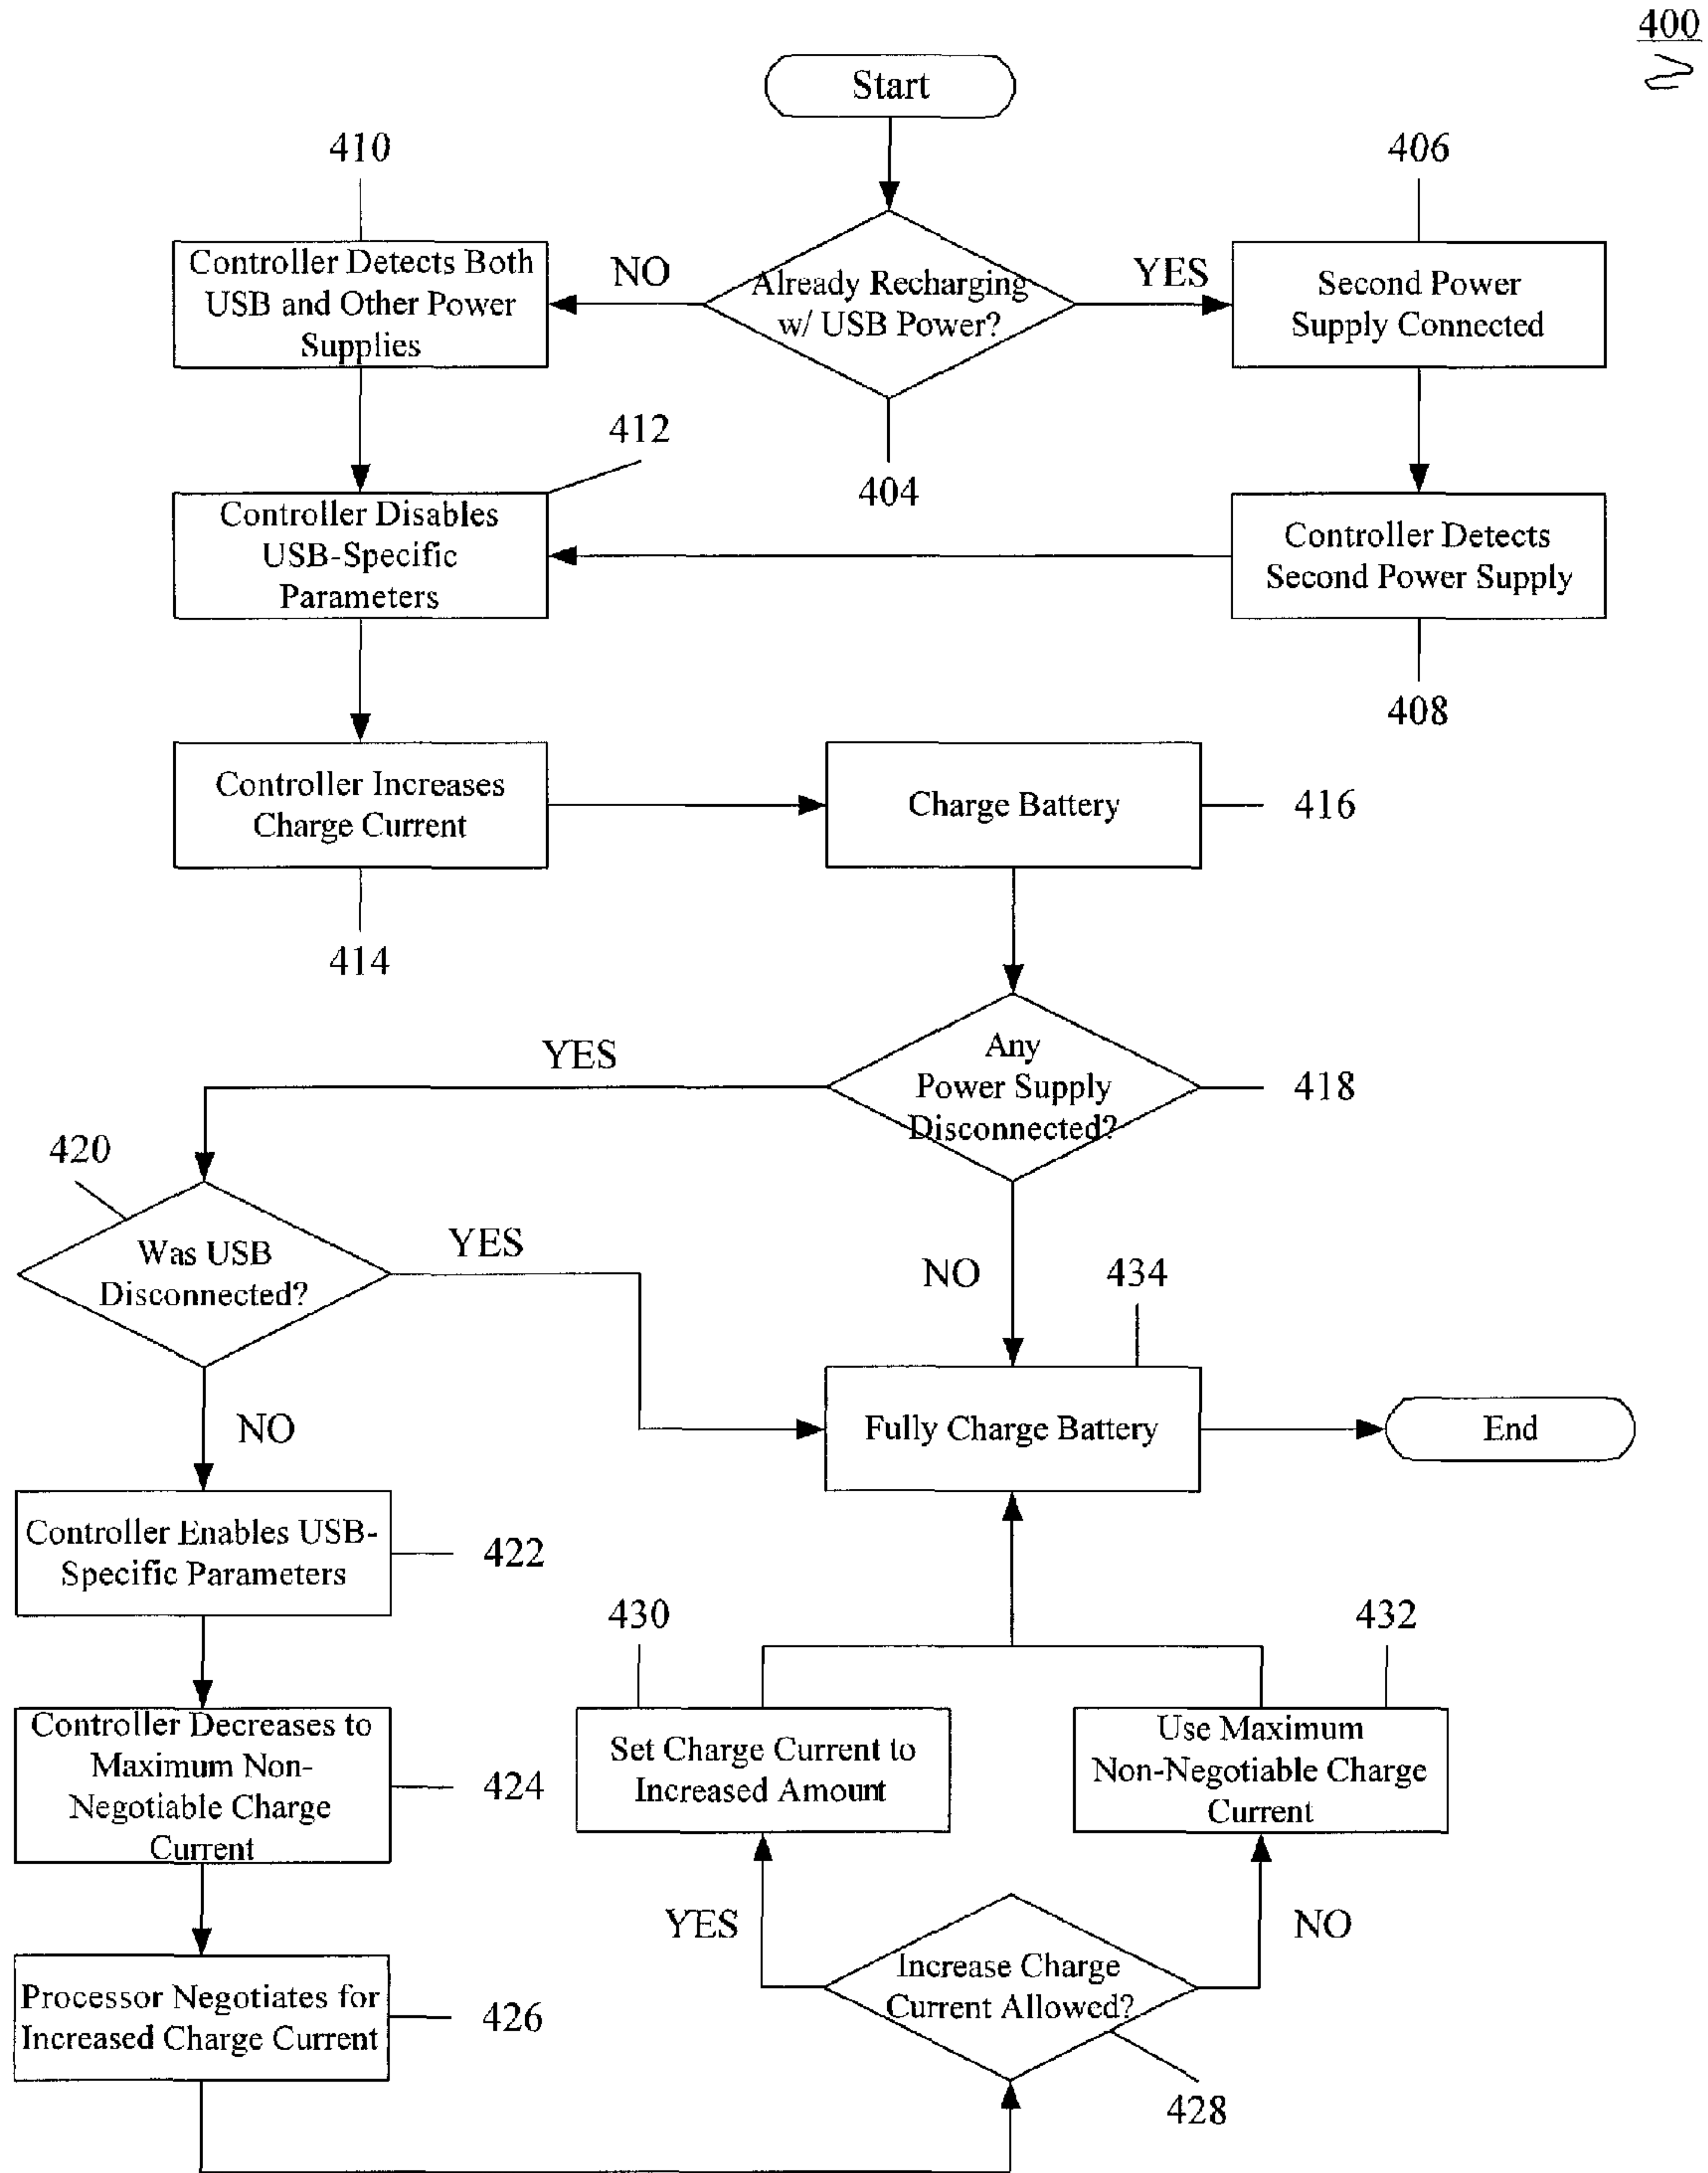 400
Start
410
406
Controller Detects Both
USB and Other Power
Supplies
NO
Already Recharging
w/ USB Power?
YES
Second Power
Supply Connected
412
404
Controller Disables
USB-Specific
Parameters
Controller Detects
Second Power Supply
408
Controller Increases
Charge Current
Charge Battery
416
414
YES
Any
Power Supply
Disconnected?
418
420
Was USB
Disconnected?
YES
NO
434
NO
Fully Charge Battery
End
Controller Enables USB-
Specific Parameters
422
430
432
Controller Decreases to
Maximum Non-
Negotiable Charge
Current
424
Set Charge Current to
Increased Amount
Use Maximum
Non-Negotiable Charge
Current
YES
NO
Processor Negotiates for
Increased Charge Current
426
Increase Charge
Current Allowed?
428